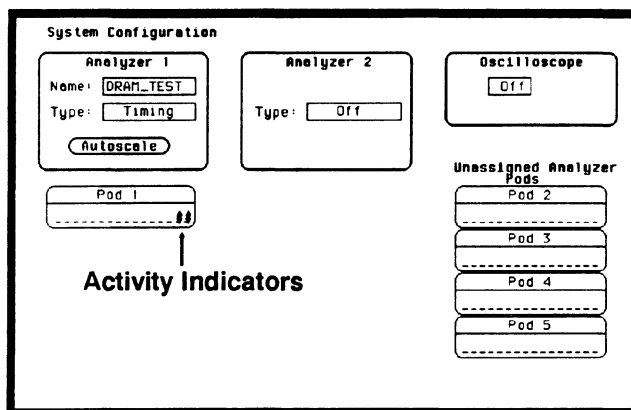 System Configuration
Analyzer 1
Name: DRAM_TEST
Type: Timing
Autoscale
Analyzer 2
Type: Off
Oscilloscope
Off
Pod 1
Activity Indicators
Unassigned Analyzer
Pods
Pod 2
Pod 3
Pod 4
Pod 5